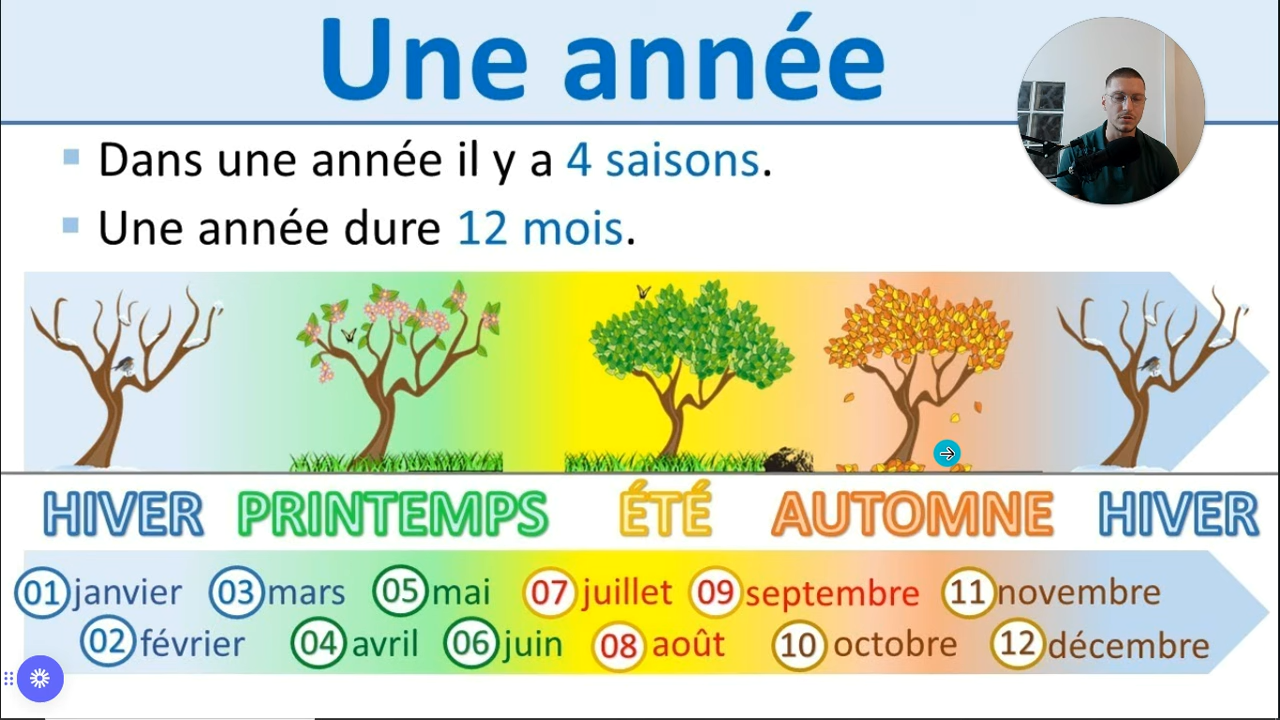 Une année
Dans une année il y a 4 saisons.
Une année dure 12 mois.
HIVER PRINTEMPS ÉTÉ AUTOMNE HIVER
01 janvier 03 mars 05 mai 07 juillet 09 septembre 11 novembre
02 février 04 avril 06 juin 08 août 10 octobre 12 décembre